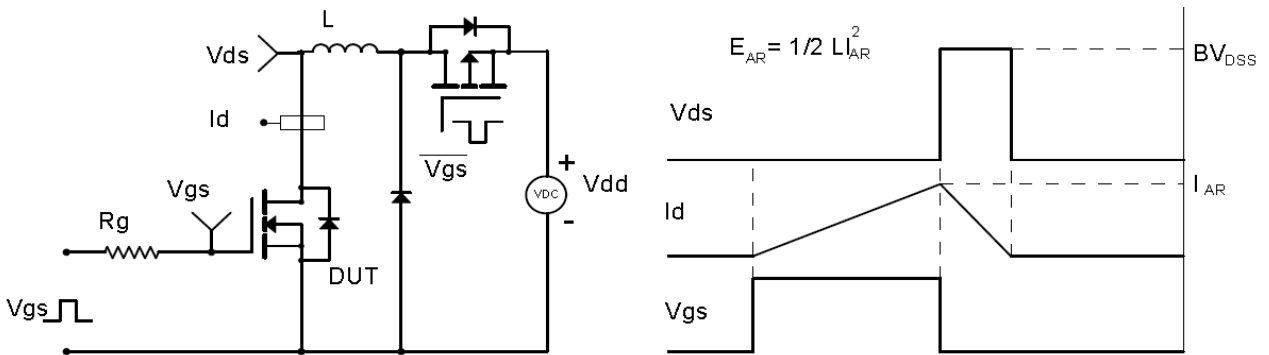 L
Vds
Id
Vgs
Vgs
Rg
DUT
Vgs
+
VDC
-
Vdd
E_AR = 1/2 LI_AR^2
BV_DSS
Vds
I_AR
Id
Vgs